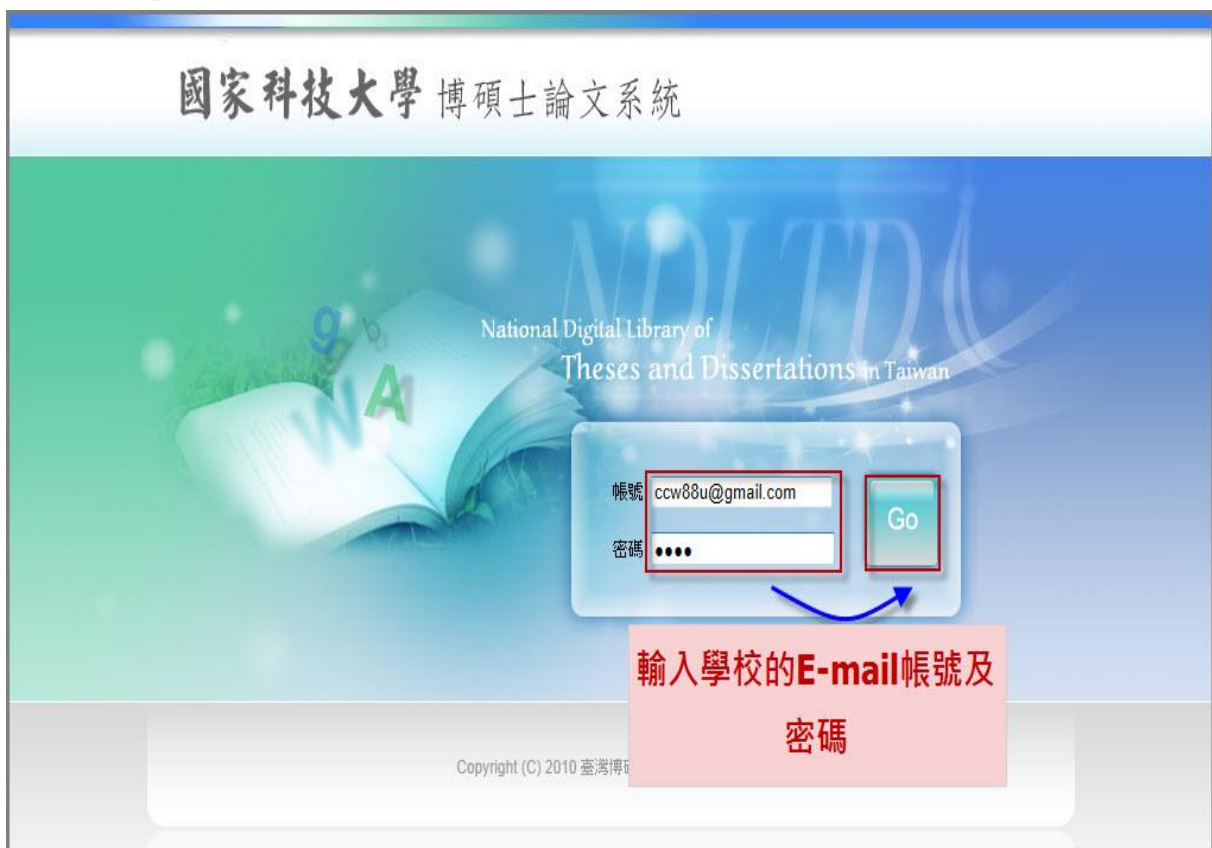 國家科技大學 博碩士論文系統
NDLTD
National Digital Library of
Theses and Dissertations in Taiwan
g
b
W
A
帳號 ccw88u@gmail.com
密碼 ••••
Go
輸入學校的E-mail帳號及
密碼
Copyright (C) 2010 臺灣博